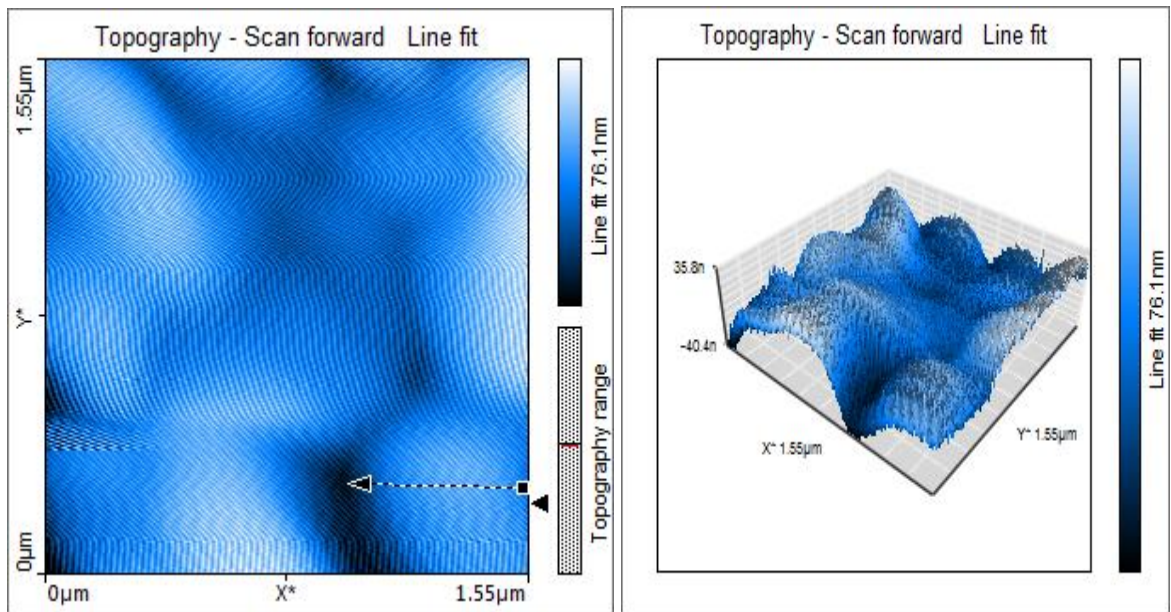 Topography - Scan forward Line fit
1.55µm
Y*
0µm
0µm
X*
1.55µm
Line fit 76.1nm
Topography range
Topography - Scan forward Line fit
35.8n
-40.4n
X* 1.55µm
Y* 1.55µm
Line fit 76.1nm